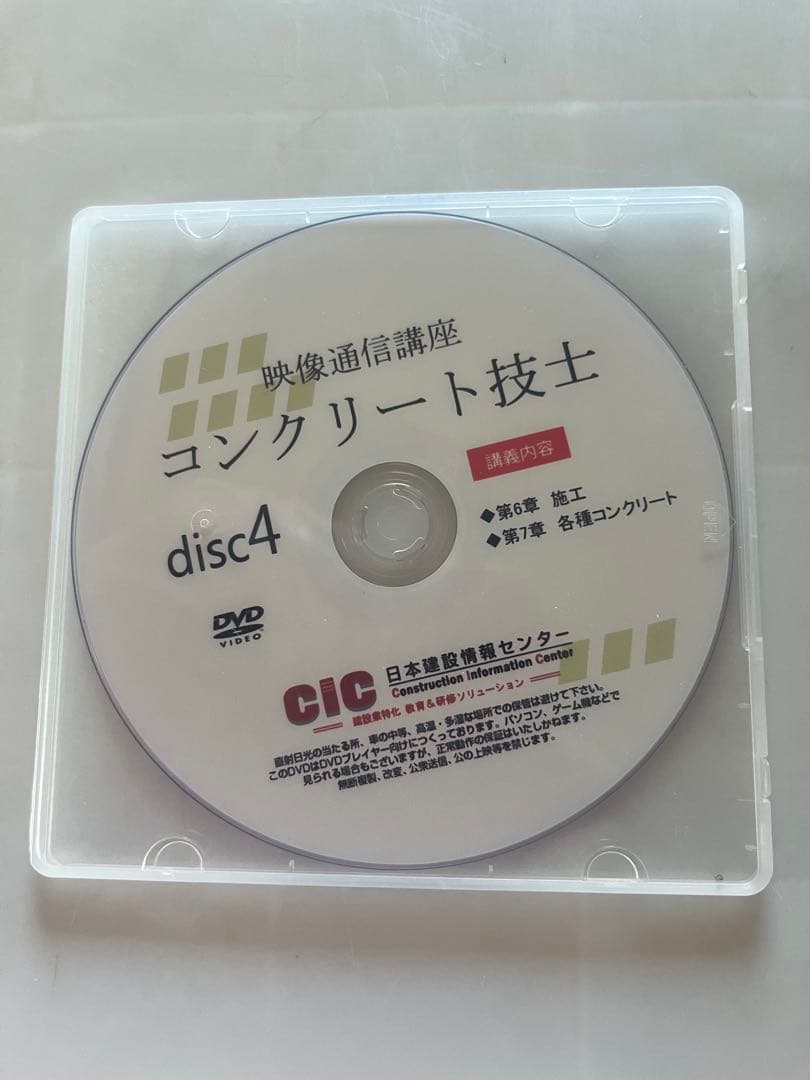 映像通信講座
コンクリート技士
講義内容
◆第6章 施工
◆第7章 各種コンクリート
disc4
DVD
VIDEO
CIC 日本建設情報センター
Construction Information Center
建設業特化 教育&研修ソリューション
直射日光の当たる所、車の中等、高温・多湿な場所での保管は避けて下さい。
このDVDはDVDプレイヤー向けにつくっております。パソコン、ゲーム機などで
見られる場合もございますが、正常動作の保証はいたしかねます。
無断複製、改変、公衆送信、公の上映等を禁じます。
OPEN